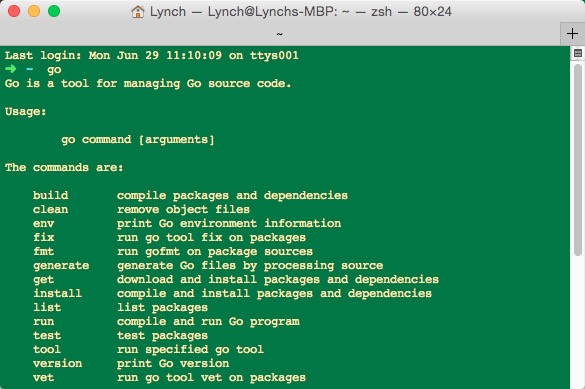 Lynch — Lynch@Lynchs-MBP: ~ — zsh — 80×24
~
+
Last login: Mon Jun 29 11:10:09 on ttys001
➜ ~ go
Go is a tool for managing Go source code.
Usage:
go command [arguments]
The commands are:
build compile packages and dependencies
clean remove object files
env print Go environment information
fix run go tool fix on packages
fmt run gofmt on package sources
generate generate Go files by processing source
get download and install packages and dependencies
install compile and install packages and dependencies
list list packages
run compile and run Go program
test test packages
tool run specified go tool
version print Go version
vet run go tool vet on packages